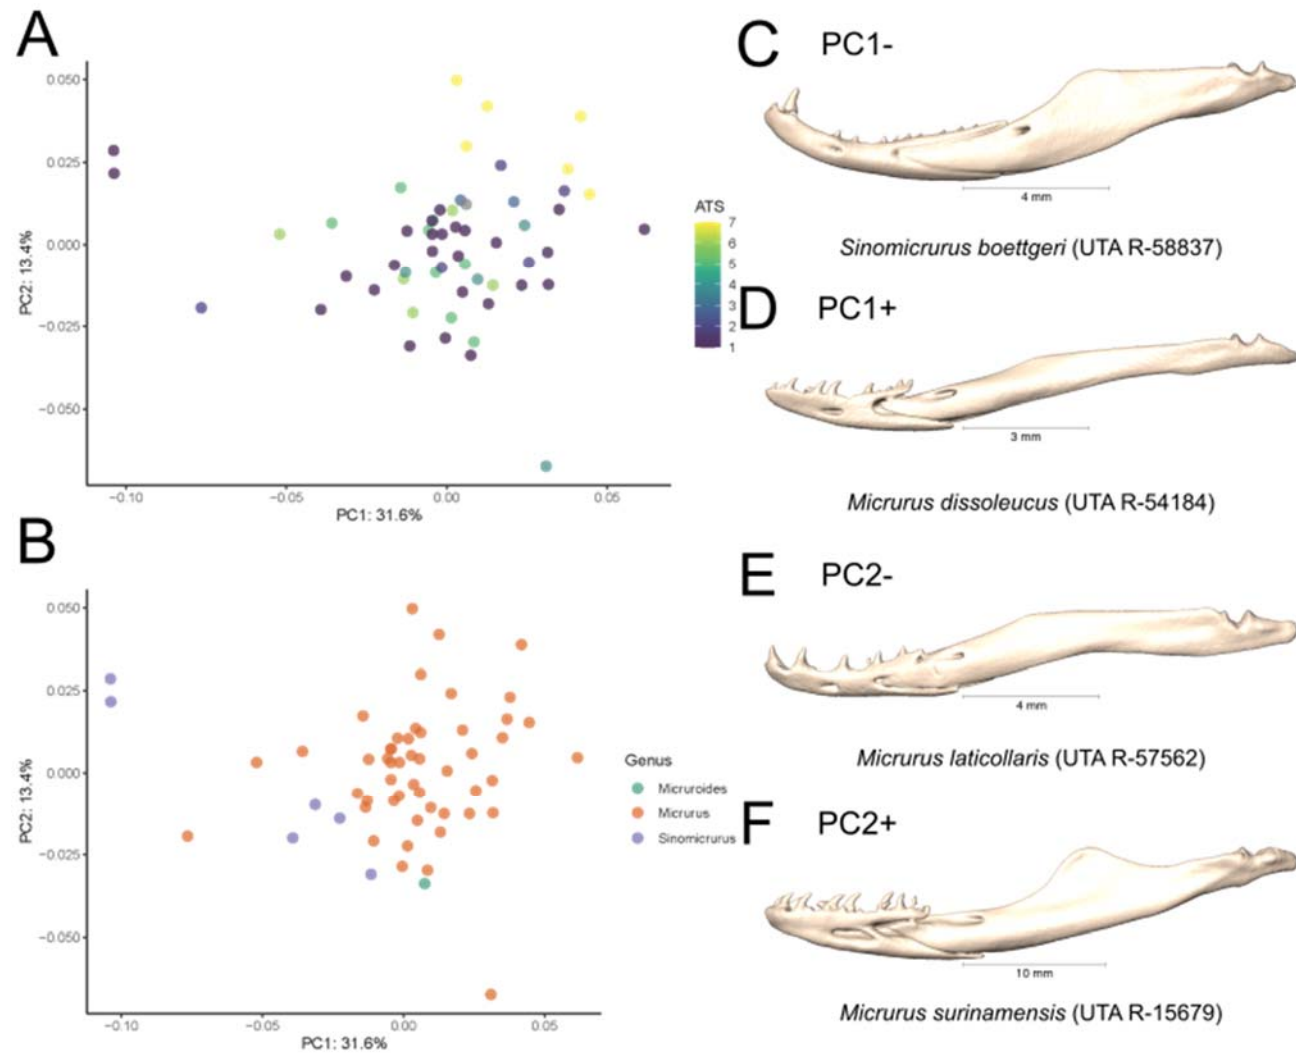 A
0.050
0.025
0.000
−0.025
−0.050
PC2: 13.4%
−0.10
−0.05
0.00
0.05
PC1: 31.6%
ATS
7
6
5
4
3
2
1
B
0.050
0.025
0.000
−0.025
−0.050
PC2: 13.4%
−0.10
−0.05
0.00
0.05
PC1: 31.6%
Genus
Micruroides
Micrurus
Sinomicrurus
C PC1-
4 mm
Sinomicrurus boettgeri (UTA R-58837)
D PC1+
3 mm
Micrurus dissoleucus (UTA R-54184)
E PC2-
4 mm
Micrurus laticollaris (UTA R-57562)
F PC2+
10 mm
Micrurus surinamensis (UTA R-15679)